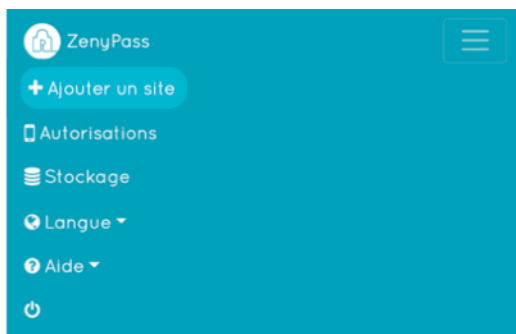 ZenyPass
Ajouter un site
Autorisations
Stockage
Langue
Aide